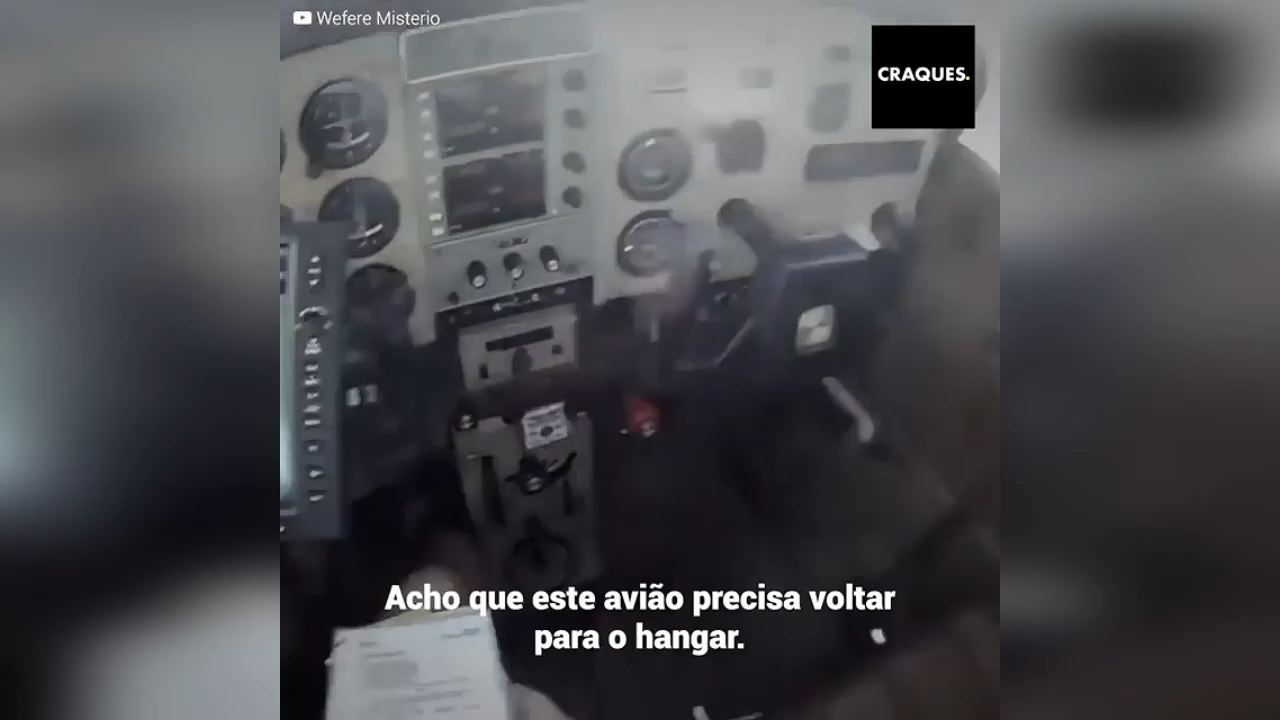 Wefere Misterio
CRAQUES.
Acho que este avião precisa voltar
para o hangar.